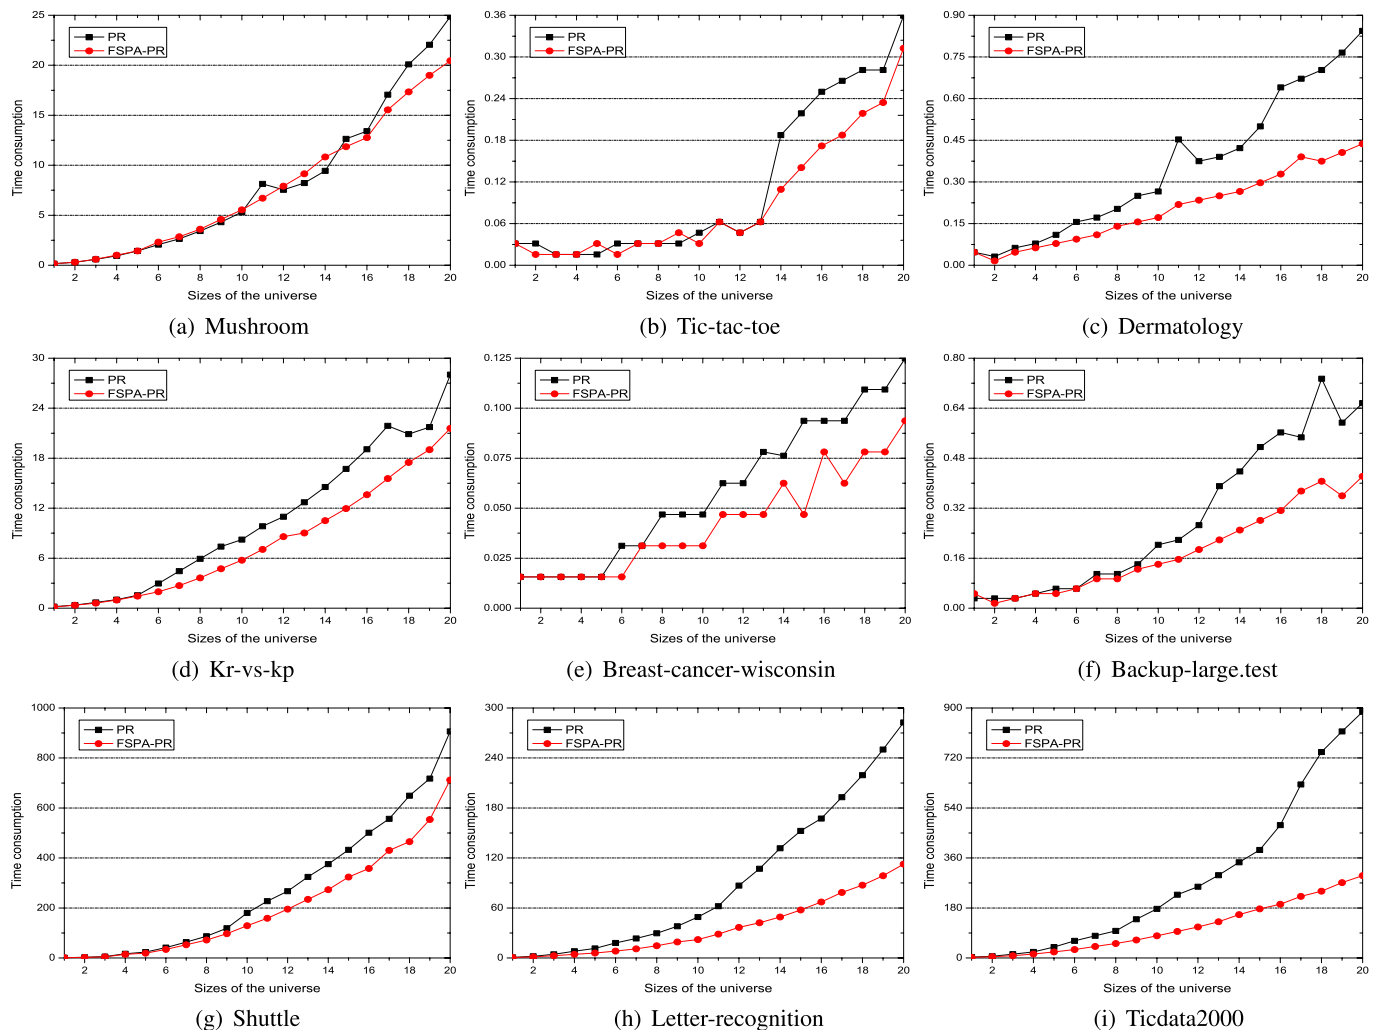 25
20
15
10
5
0
Time consumption
PR
FSPA-PR
2 4 6 8 10 12 14 16 18 20
Sizes of the universe
(a) Mushroom
0.36
0.30
0.24
0.18
0.12
0.06
0.00
Time consumption
PR
FSPA-PR
2 4 6 8 10 12 14 16 18 20
Sizes of the universe
(b) Tic-tac-toe
0.90
0.75
0.60
0.45
0.30
0.15
0.00
Time consumption
PR
FSPA-PR
2 4 6 8 10 12 14 16 18 20
Sizes of the universe
(c) Dermatology
30
24
18
12
6
0
Time consumption
PR
FSPA-PR
2 4 6 8 10 12 14 16 18 20
Sizes of the universe
(d) Kr-vs-kp
0.125
0.100
0.075
0.050
0.025
0.000
Time consumption
PR
FSPA-PR
2 4 6 8 10 12 14 16 18 20
Sizes of the universe
(e) Breast-cancer-wisconsin
0.80
0.64
0.48
0.32
0.16
0.00
Time consumption
PR
FSPA-PR
2 4 6 8 10 12 14 16 18 20
Sizes of the universe
(f) Backup-large.test
1000
800
600
400
200
0
Time consumption
PR
FSPA-PR
2 4 6 8 10 12 14 16 18 20
Sizes of the universe
(g) Shuttle
300
240
180
120
60
0
Time consumption
PR
FSPA-PR
2 4 6 8 10 12 14 16 18 20
Sizes of the universe
(h) Letter-recognition
900
720
540
360
180
0
Time consumption
PR
FSPA-PR
2 4 6 8 10 12 14 16 18 20
Sizes of the universe
(i) Ticdata2000